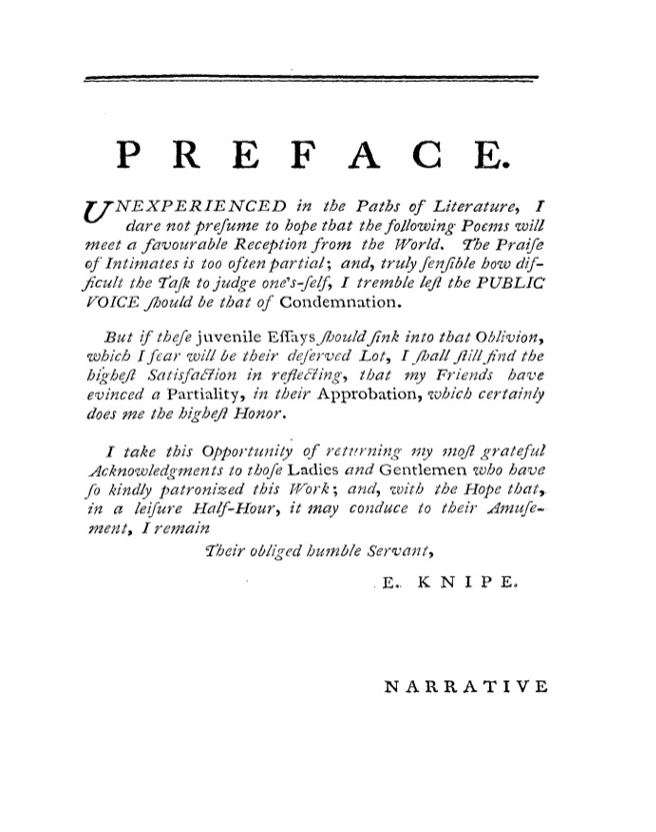 PREFACE.
UNEXPERIENCED in the Paths of Literature, I
dare not preſume to hope that the following Poems will
meet a favourable Reception from the World. The Praiſe
of Intimates is too often partial; and, truly ſenſible how dif-
ficult the Taſk to judge one's-ſelf, I tremble leſt the PUBLIC
VOICE ſhould be that of Condemnation.
But if theſe juvenile Eſſays ſhould ſink into that Oblivion,
which I fear will be their deſerved Lot, I ſhall ſtill find the
higheſt Satisfaction in reflecting, that my Friends have
evinced a Partiality, in their Approbation, which certainly
does me the higheſt Honor.
I take this Opportunity of returning my moſt grateful
Acknowledgments to thoſe Ladies and Gentlemen who have
ſo kindly patronized this Work; and, with the Hope that,
in a leiſure Half-Hour, it may conduce to their Amuſe-
ment, I remain
Their obliged humble Servant,
E. KNIPE.
NARRATIVE